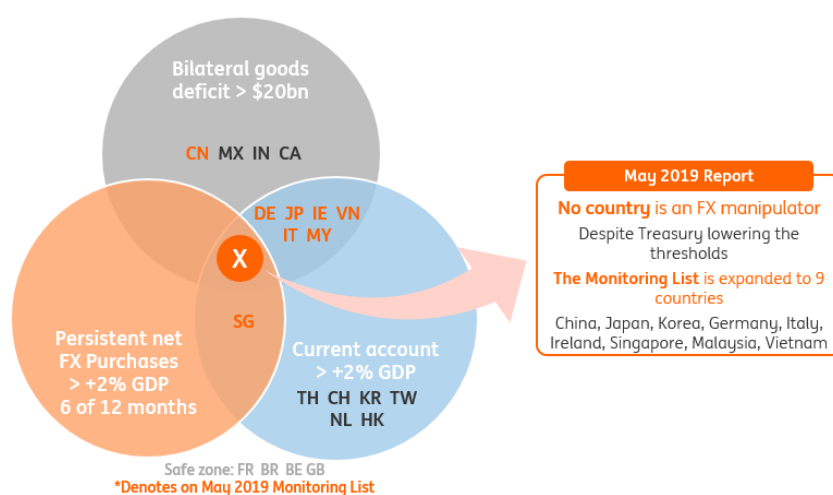 Bilateral goods
deficit > $20bn
CN MX IN CA
DE JP IE VN
IT MY
X
SG
Persistent net
FX Purchases
> +2% GDP
6 of 12 months
Current account
> +2% GDP
TH CH KR TW
NL HK
Safe zone: FR BR BE GB
*Denotes on May 2019 Monitoring List
May 2019 Report
No country is an FX manipulator
Despite Treasury lowering the
thresholds
The Monitoring List is expanded to 9
countries
China, Japan, Korea, Germany, Italy,
Ireland, Singapore, Malaysia, Vietnam